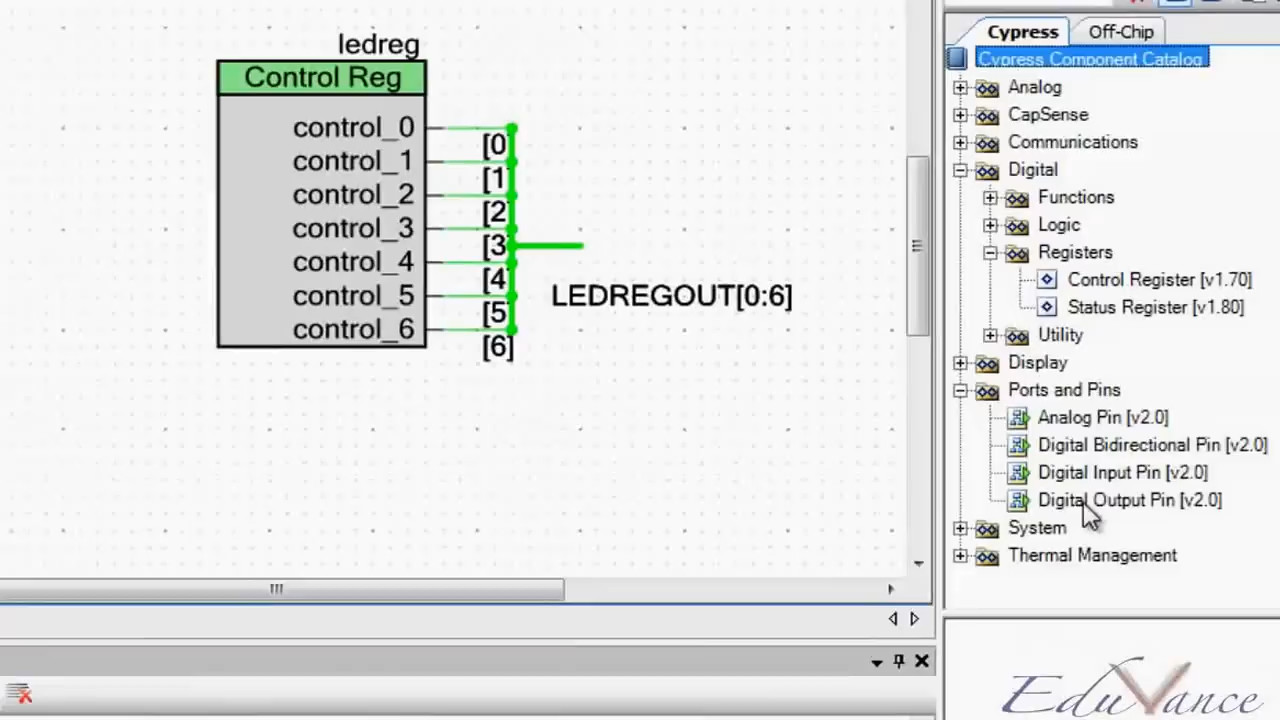 ledreg
Control Reg
control_0
control_1
control_2
control_3
control_4
control_5
control_6
[0]
[1]
[2]
[3]
[4]
[5]
[6]
LEDREGOUT[0:6]
Cypress
Off-Chip
Cypress Component Catalog
Analog
CapSense
Communications
Digital
Functions
Logic
Registers
Control Register [v1.70]
Status Register [v1.80]
Utility
Display
Ports and Pins
Analog Pin [v2.0]
Digital Bidirectional Pin [v2.0]
Digital Input Pin [v2.0]
Digital Output Pin [v2.0]
System
Thermal Management
EduVance